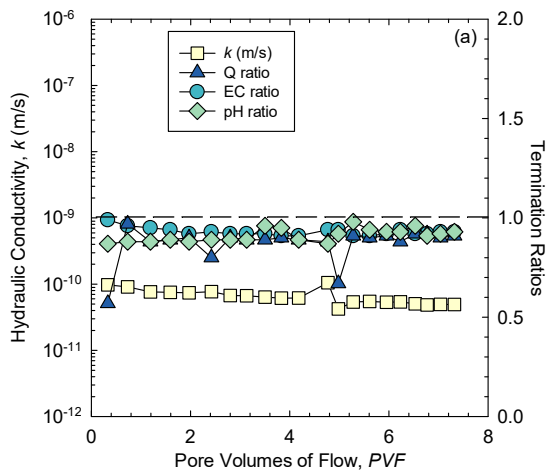 (a)
k (m/s)
Q ratio
EC ratio
pH ratio
Hydraulic Conductivity, k (m/s)
10⁻⁶
10⁻⁷
10⁻⁸
10⁻⁹
10⁻¹⁰
10⁻¹¹
10⁻¹²
Termination Ratios
2.0
1.5
1.0
0.5
0.0
0 2 4 6 8
Pore Volumes of Flow, PVF